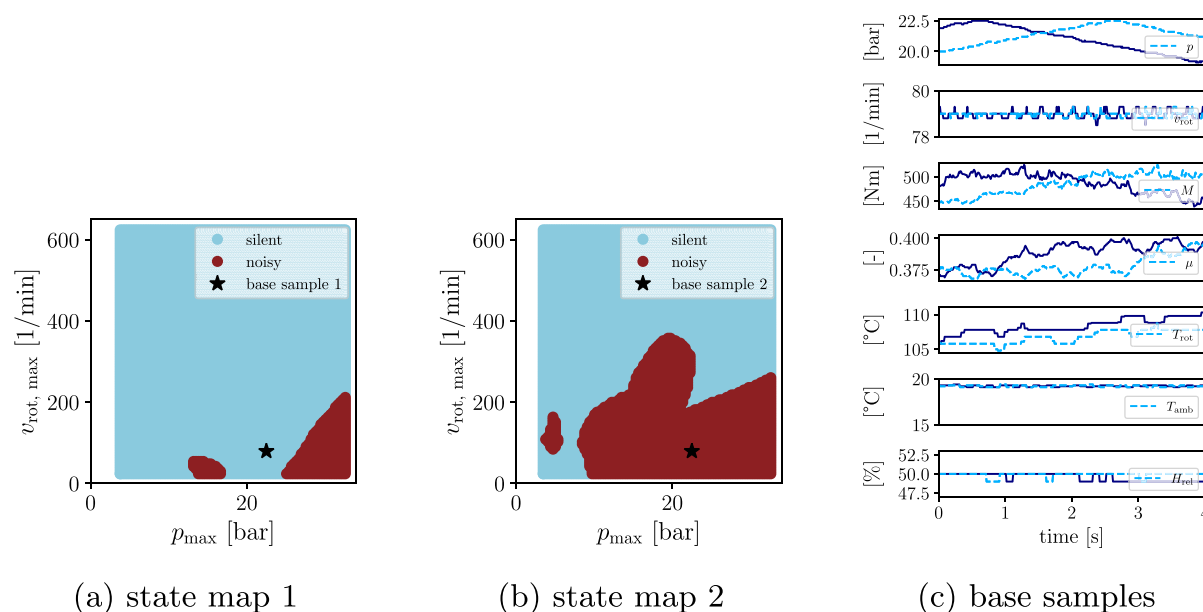 600
400
200
0
0
20
v_rot, max [1/min]
p_max [bar]
silent
noisy
base sample 1
(a) state map 1
600
400
200
0
0
20
v_rot, max [1/min]
p_max [bar]
silent
noisy
base sample 2
(b) state map 2
[bar]
22.5
20.0
p
[1/min]
80
78
v_rot
[Nm]
500
450
M
[-]
0.400
0.375
μ
[°C]
110
105
T_rot
[°C]
20
15
T_amb
[%]
52.5
50.0
47.5
H_rel
0 1 2 3 4
time [s]
(c) base samples